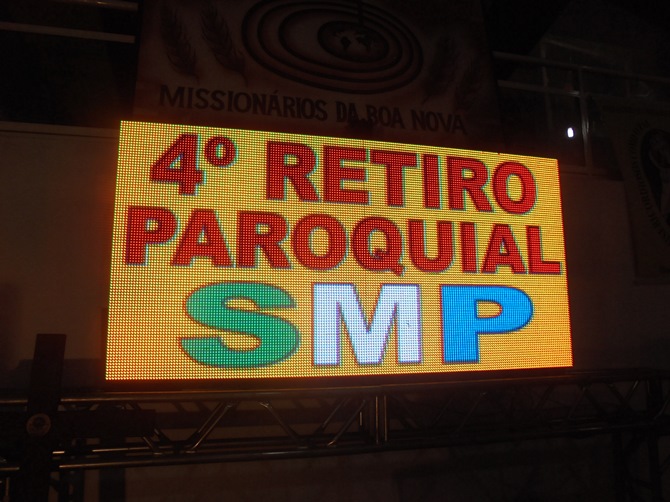 MISSIONÁRIOS DA BOA NOVA
4º RETIRO
PAROQUIAL
SMP